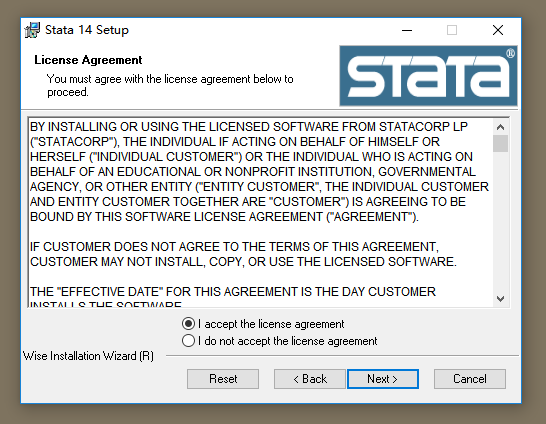 Stata 14 Setup
License Agreement
You must agree with the license agreement below to
proceed.
STATA®
BY INSTALLING OR USING THE LICENSED SOFTWARE FROM STATACORP LP
("STATACORP"), THE INDIVIDUAL IF ACTING ON BEHALF OF HIMSELF OR
HERSELF ("INDIVIDUAL CUSTOMER") OR THE INDIVIDUAL WHO IS ACTING ON
BEHALF OF AN EDUCATIONAL OR NONPROFIT INSTITUTION, GOVERNMENTAL
AGENCY, OR OTHER ENTITY ("ENTITY CUSTOMER", THE INDIVIDUAL CUSTOMER
AND ENTITY CUSTOMER TOGETHER ARE "CUSTOMER") IS AGREEING TO BE
BOUND BY THIS SOFTWARE LICENSE AGREEMENT ("AGREEMENT").
IF CUSTOMER DOES NOT AGREE TO THE TERMS OF THIS AGREEMENT,
CUSTOMER MAY NOT INSTALL, COPY, OR USE THE LICENSED SOFTWARE.
THE "EFFECTIVE DATE" FOR THIS AGREEMENT IS THE DAY CUSTOMER
INSTALLS THE SOFTWARE
I accept the license agreement
I do not accept the license agreement
Wise Installation Wizard (R)
Reset
< Back
Next >
Cancel